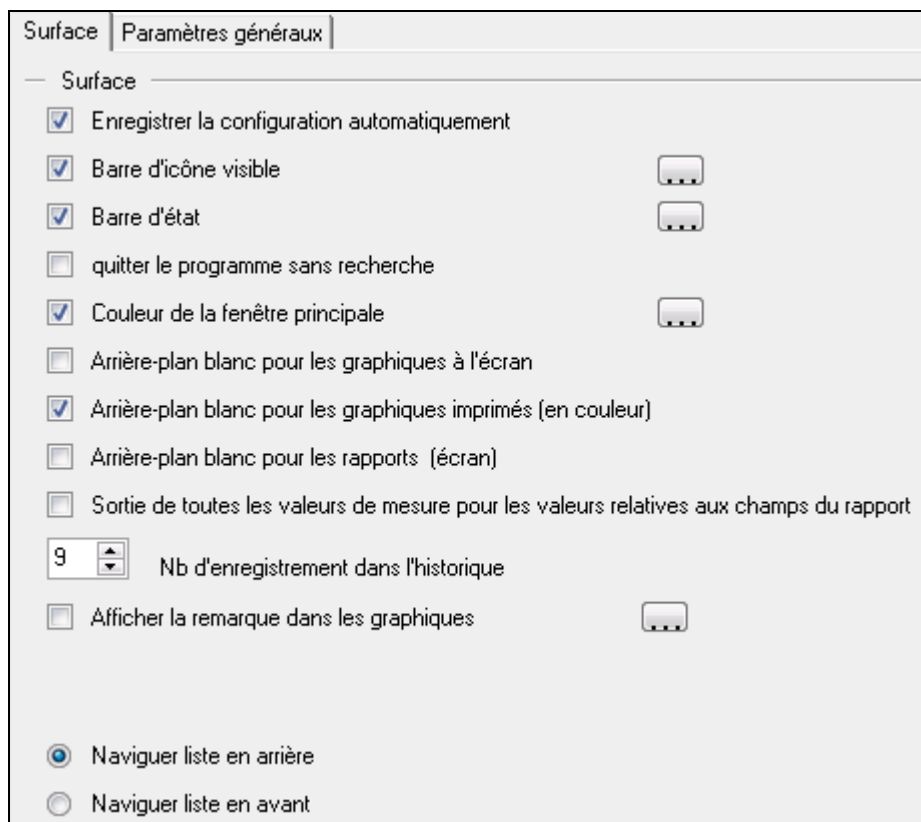 Surface Paramètres généraux
Surface
Enregistrer la configuration automatiquement
Barre d'icône visible ...
Barre d'état ...
quitter le programme sans recherche
Couleur de la fenêtre principale ...
Arrière-plan blanc pour les graphiques à l'écran
Arrière-plan blanc pour les graphiques imprimés (en couleur)
Arrière-plan blanc pour les rapports (écran)
Sortie de toutes les valeurs de mesure pour les valeurs relatives aux champs du rapport
9 Nb d'enregistrement dans l'historique
Afficher la remarque dans les graphiques ...
Naviguer liste en arrière
Naviguer liste en avant